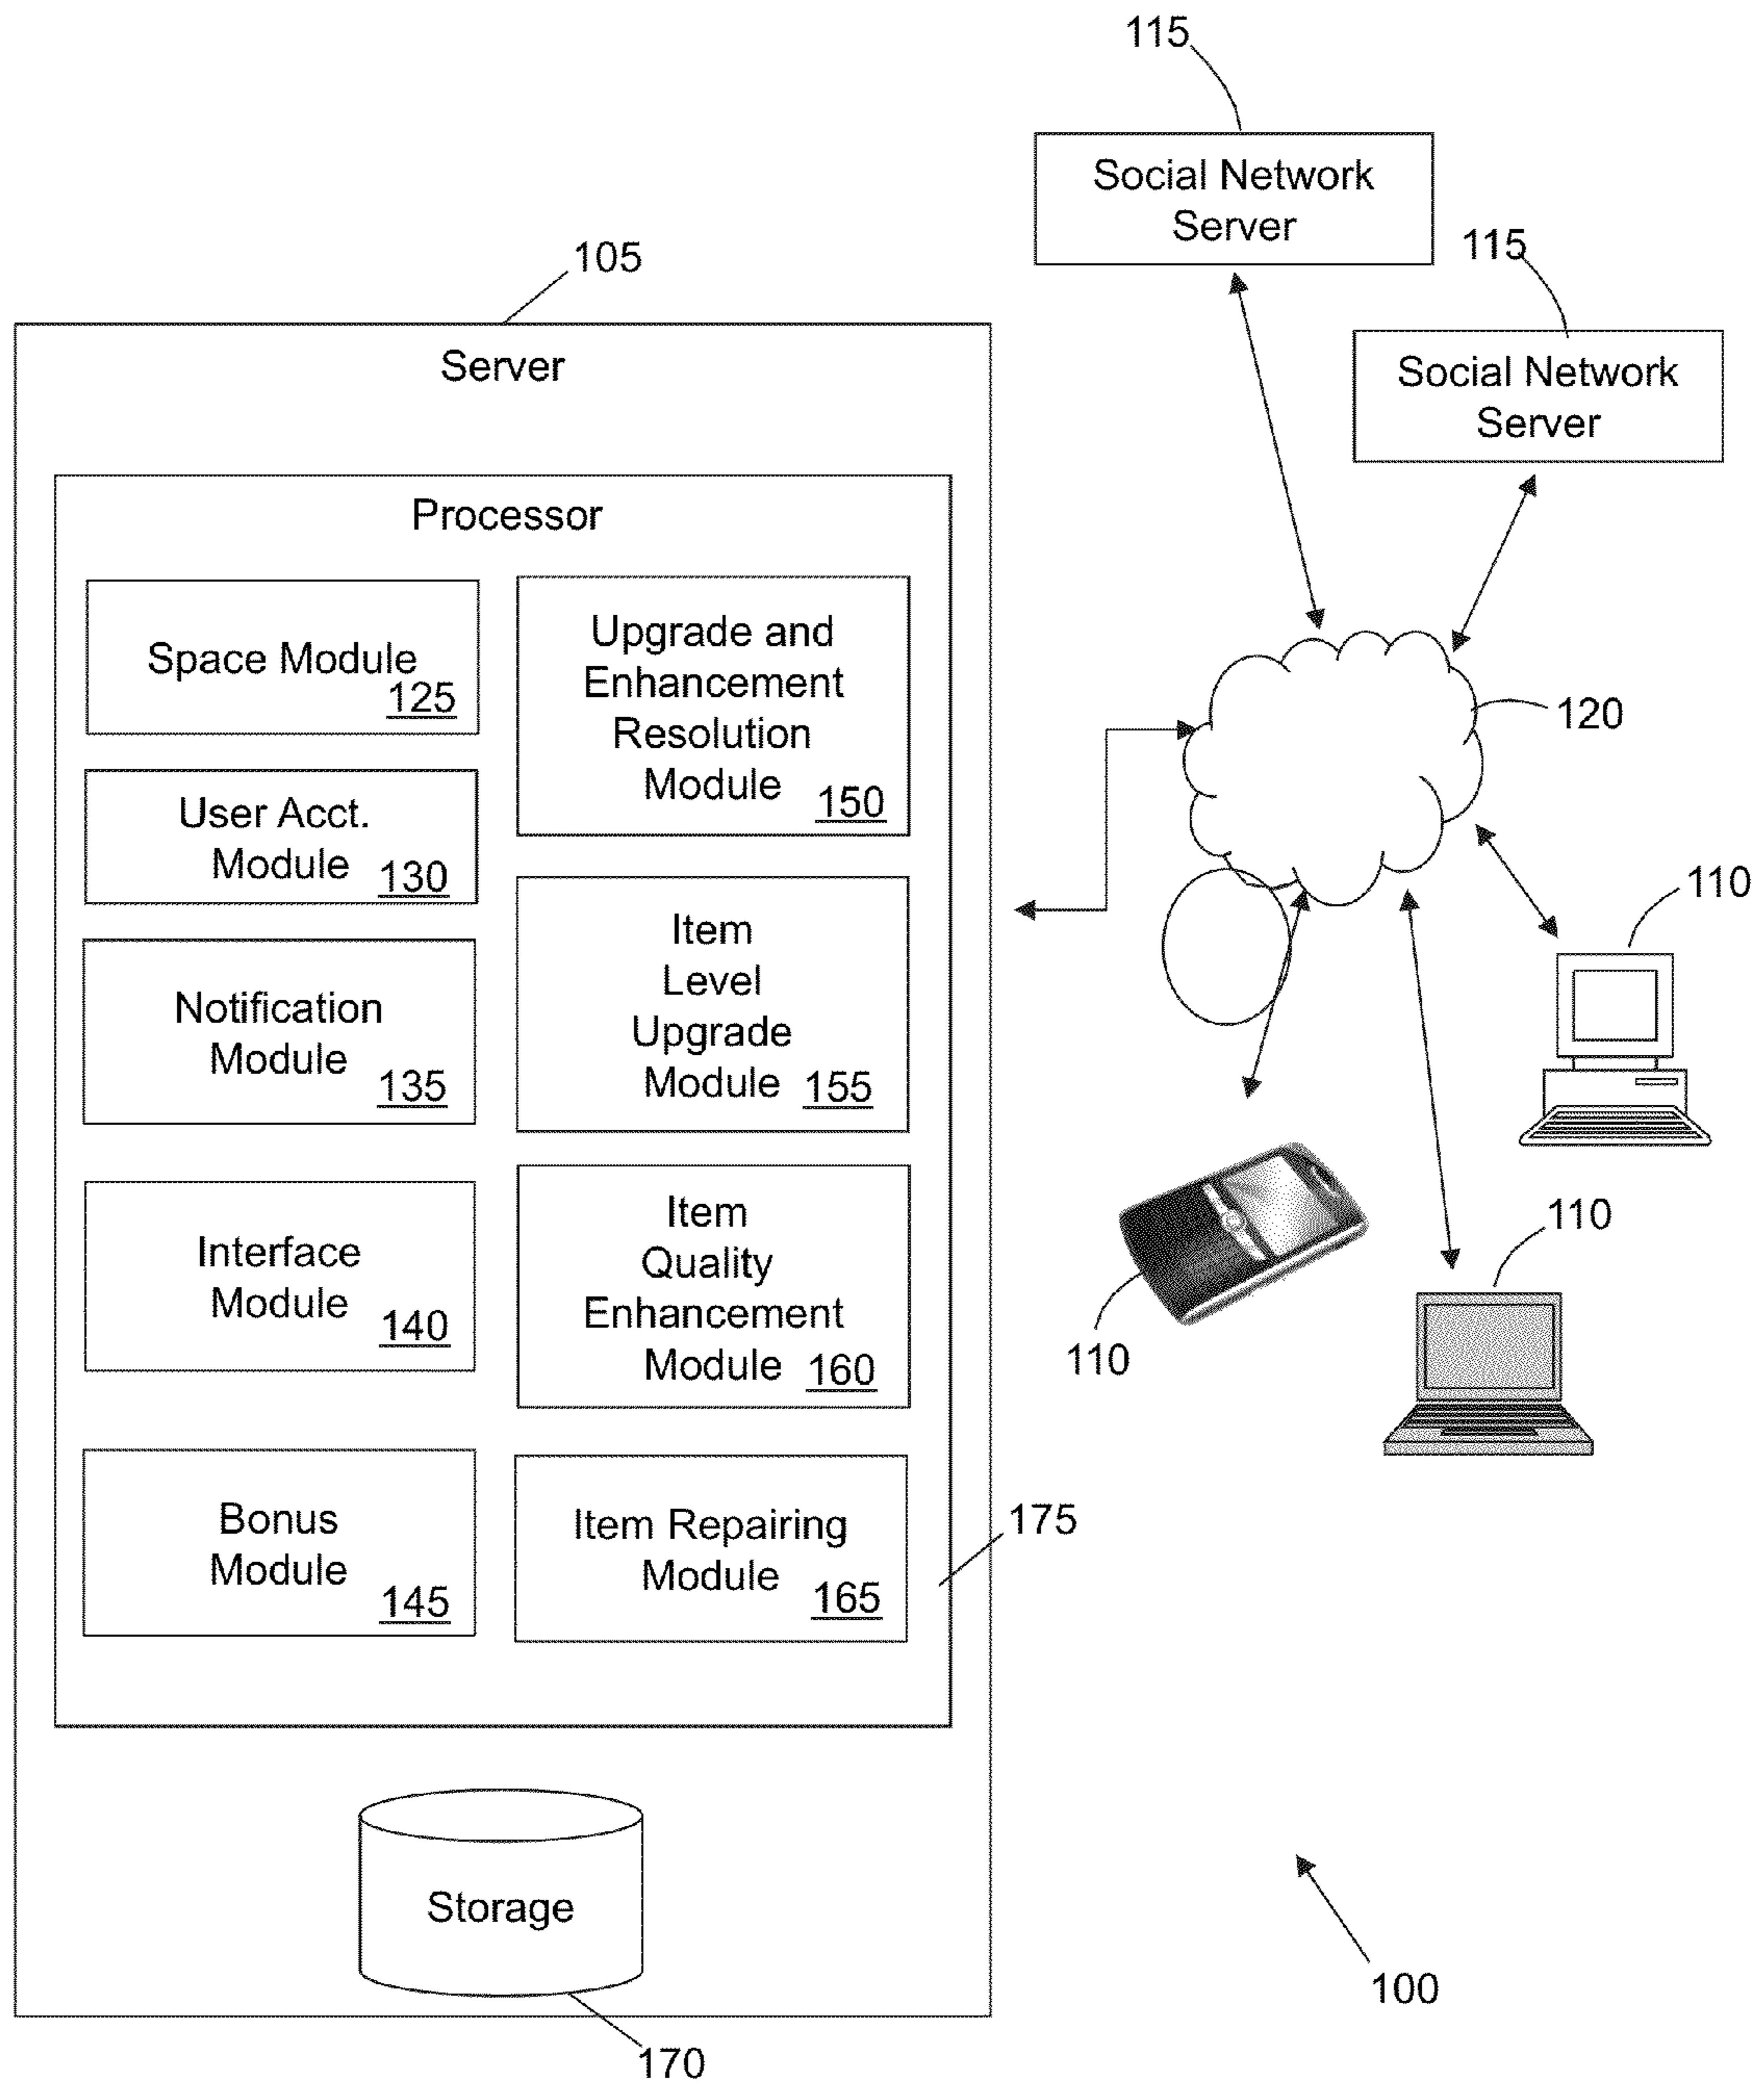 115
Social Network
Server
115
Social Network
Server
105
Server
Processor
Space Module
125
User Acct.
Module 130
Notification
Module 135
Interface
Module 140
Bonus
Module 145
Upgrade and
Enhancement
Resolution
Module 150
Item
Level
Upgrade
Module 155
Item
Quality
Enhancement
Module 160
Item Repairing
Module 165
175
Storage
170
120
110
110
110
100